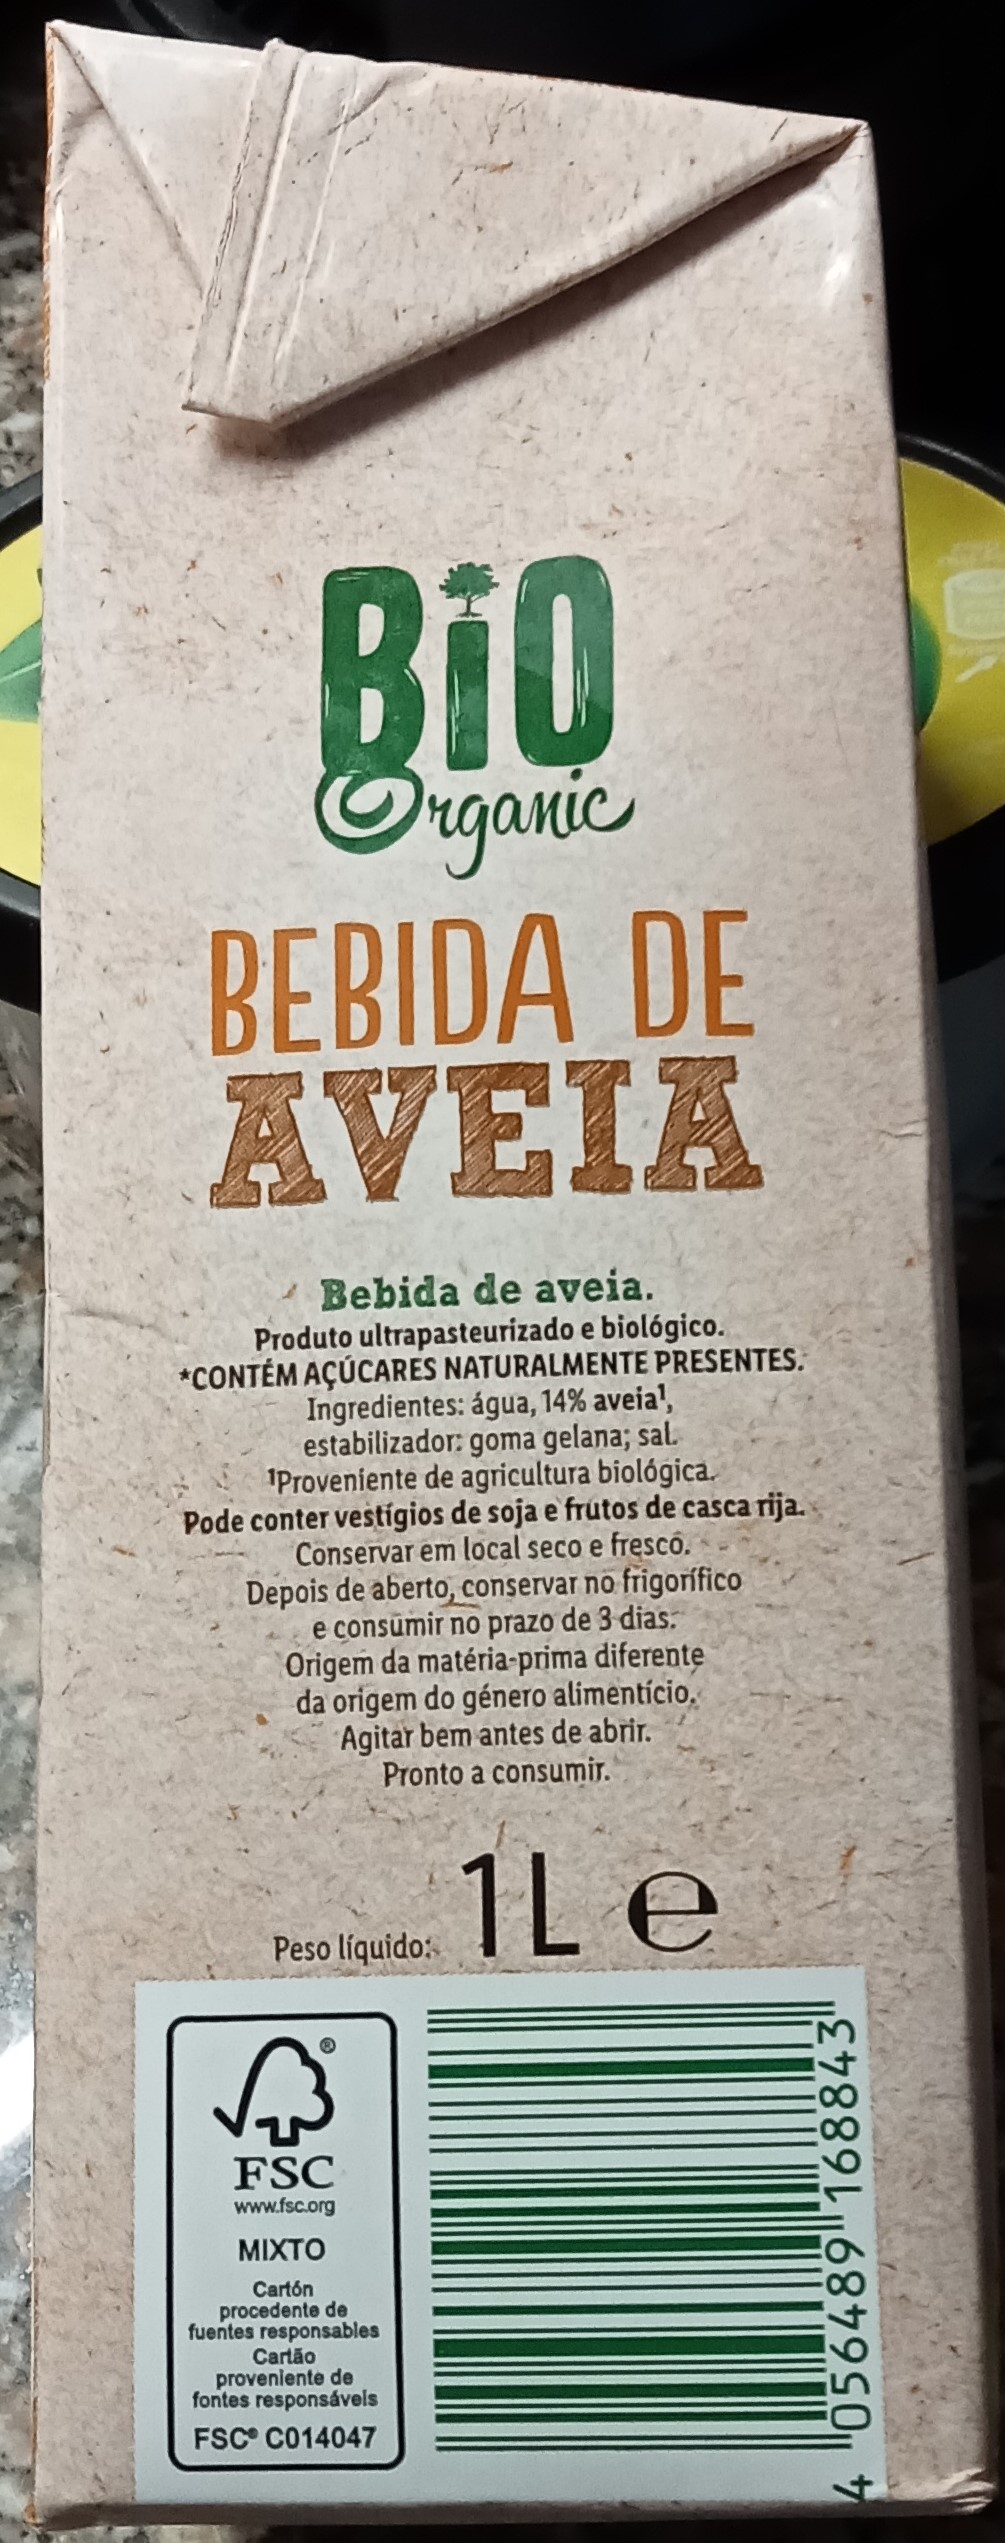 BiO
Organic
BEBIDA DE
AVEIA
Bebida de aveia.
Produto ultrapasteurizado e biológico.
*CONTÉM AÇÚCARES NATURALMENTE PRESENTES.
Ingredientes: água, 14% aveia¹,
estabilizador: goma gelana; sal.
¹Proveniente de agricultura biológica.
Pode conter vestígios de soja e frutos de casca rija.
Conservar em local seco e fresco.
Depois de aberto, conservar no frigorífico
e consumir no prazo de 3 dias.
Origem da matéria-prima diferente
da origem do género alimentício.
Agitar bem antes de abrir.
Pronto a consumir.
Peso líquido: 1L e
FSC®
www.fsc.org
MIXTO
Cartón
procedente de
fuentes responsables
Cartão
proveniente de
fontes responsáveis
FSC® C014047
4 056489 168843